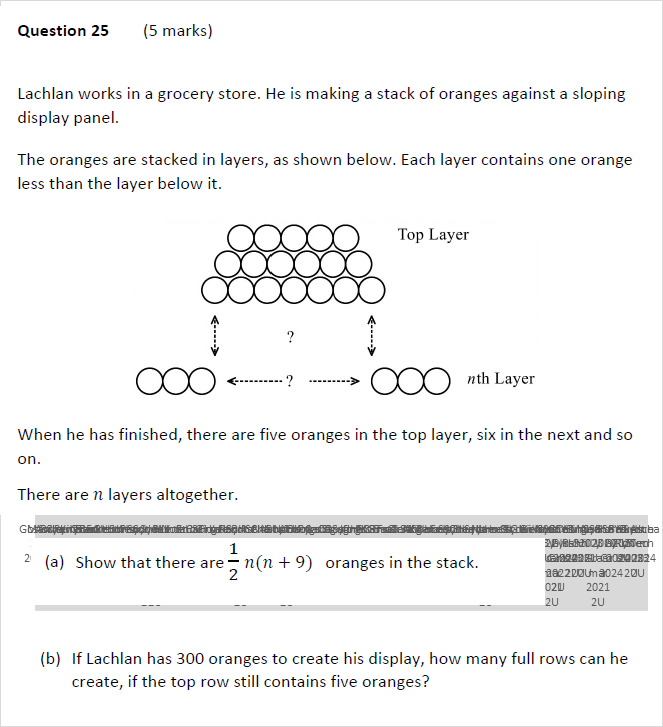 Question 25 (5 marks)
Lachlan works in a grocery store. He is making a stack of oranges against a sloping
display panel.
The oranges are stacked in layers, as shown below. Each layer contains one orange
less than the layer below it.
Top Layer
?
? nth Layer
When he has finished, there are five oranges in the top layer, six in the next and so
on.
There are n layers altogether.
(a) Show that there are 1/2 n(n + 9) oranges in the stack.
2021
2U 2U
(b) If Lachlan has 300 oranges to create his display, how many full rows can he
create, if the top row still contains five oranges?